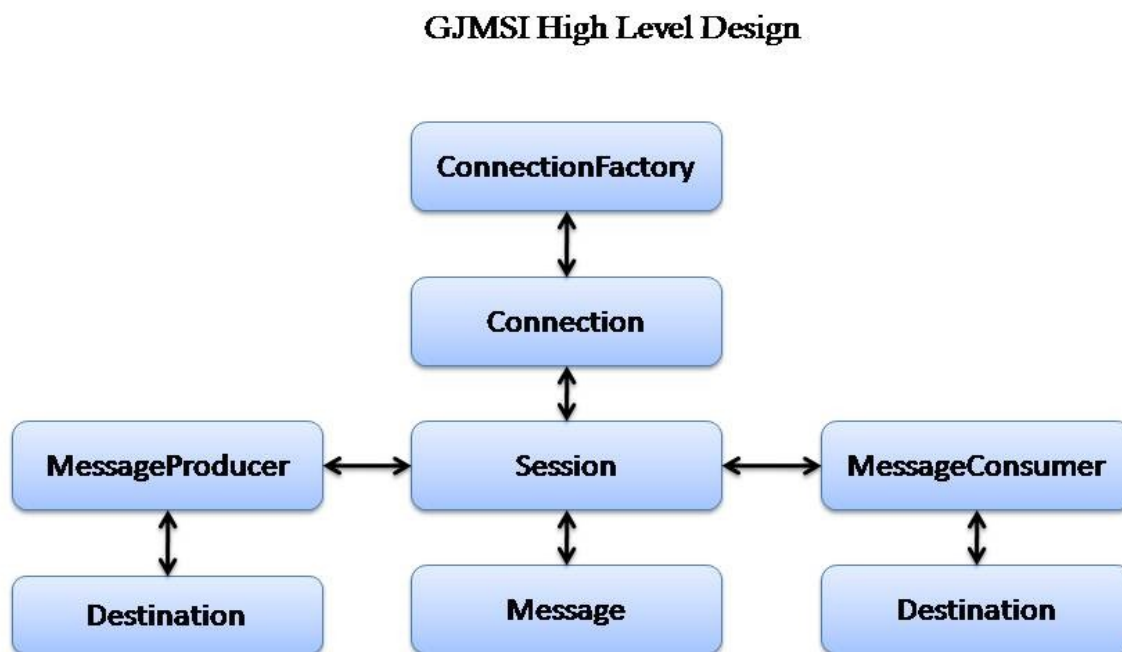 GJMSI High Level Design
ConnectionFactory
Connection
MessageProducer
Session
MessageConsumer
Destination
Message
Destination